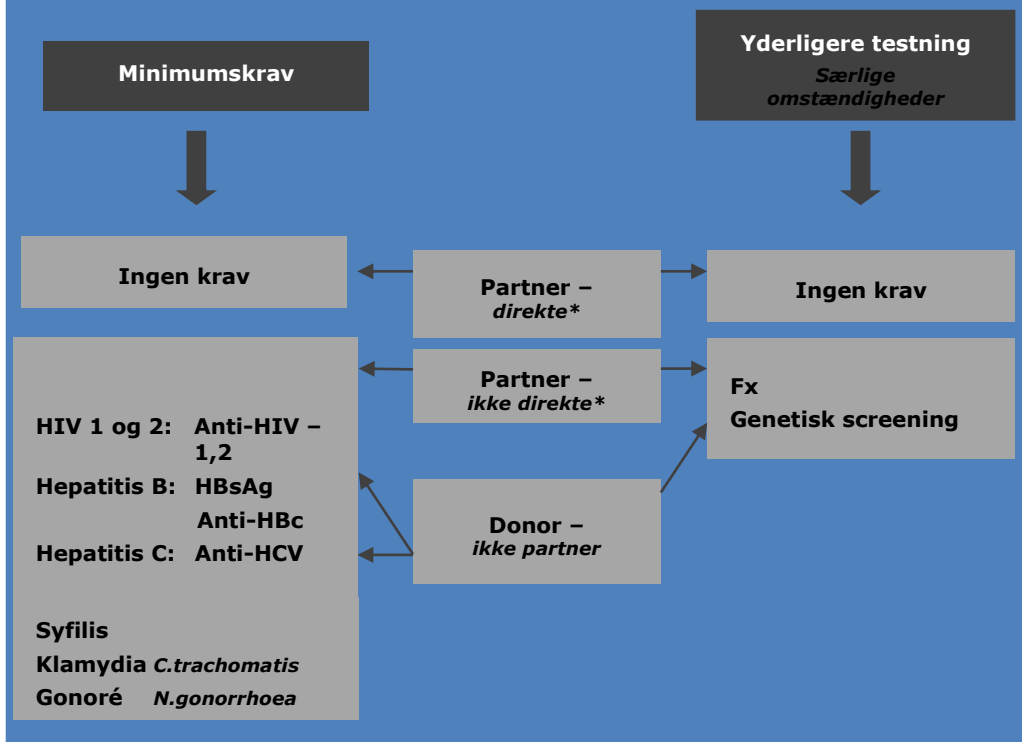 Minimumskrav
Yderligere testning
Særlige
omstændigheder
Ingen krav
Partner –
direkte*
Ingen krav
Partner –
ikke direkte*
Fx
Genetisk screening
HIV 1 og 2: Anti-HIV –
1,2
Hepatitis B: HBsAg
Anti-HBc
Hepatitis C: Anti-HCV
Donor –
ikke partner
Syfilis
Klamydia C.trachomatis
Gonoré N.gonorrhoea